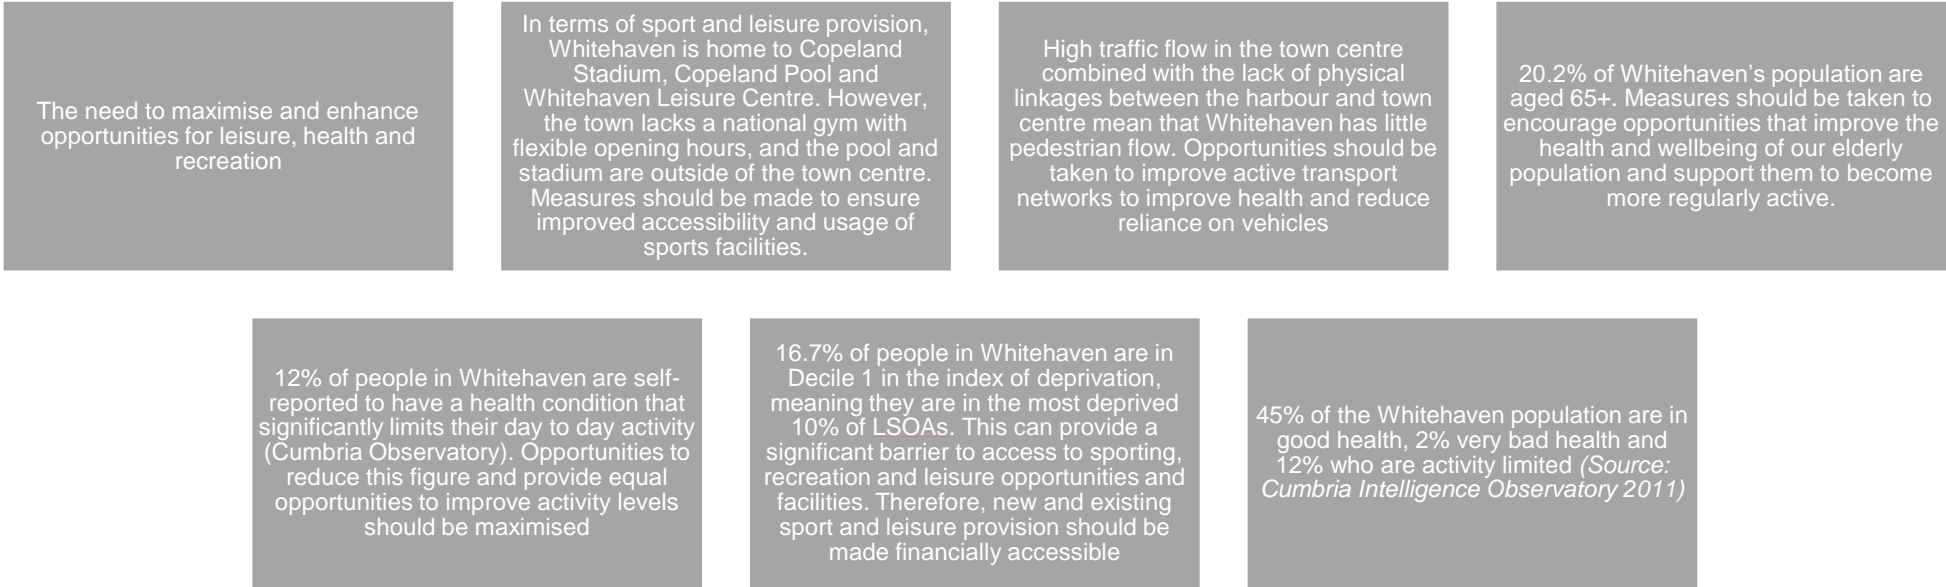 The need to maximise and enhance
opportunities for leisure, health and
recreation
In terms of sport and leisure provision,
Whitehaven is home to Copeland
Stadium, Copeland Pool and
Whitehaven Leisure Centre. However,
the town lacks a national gym with
flexible opening hours, and the pool and
stadium are outside of the town centre.
Measures should be made to ensure
improved accessibility and usage of
sports facilities.
High traffic flow in the town centre
combined with the lack of physical
linkages between the harbour and town
centre mean that Whitehaven has little
pedestrian flow. Opportunities should be
taken to improve active transport
networks to improve health and reduce
reliance on vehicles
20.2% of Whitehaven’s population are
aged 65+. Measures should be taken to
encourage opportunities that improve the
health and wellbeing of our elderly
population and support them to become
more regularly active.
12% of people in Whitehaven are self-
reported to have a health condition that
significantly limits their day to day activity
(Cumbria Observatory). Opportunities to
reduce this figure and provide equal
opportunities to improve activity levels
should be maximised
16.7% of people in Whitehaven are in
Decile 1 in the index of deprivation,
meaning they are in the most deprived
10% of LSOAs. This can provide a
significant barrier to access to sporting,
recreation and leisure opportunities and
facilities. Therefore, new and existing
sport and leisure provision should be
made financially accessible
45% of the Whitehaven population are in
good health, 2% very bad health and
12% who are activity limited (Source:
Cumbria Intelligence Observatory 2011)